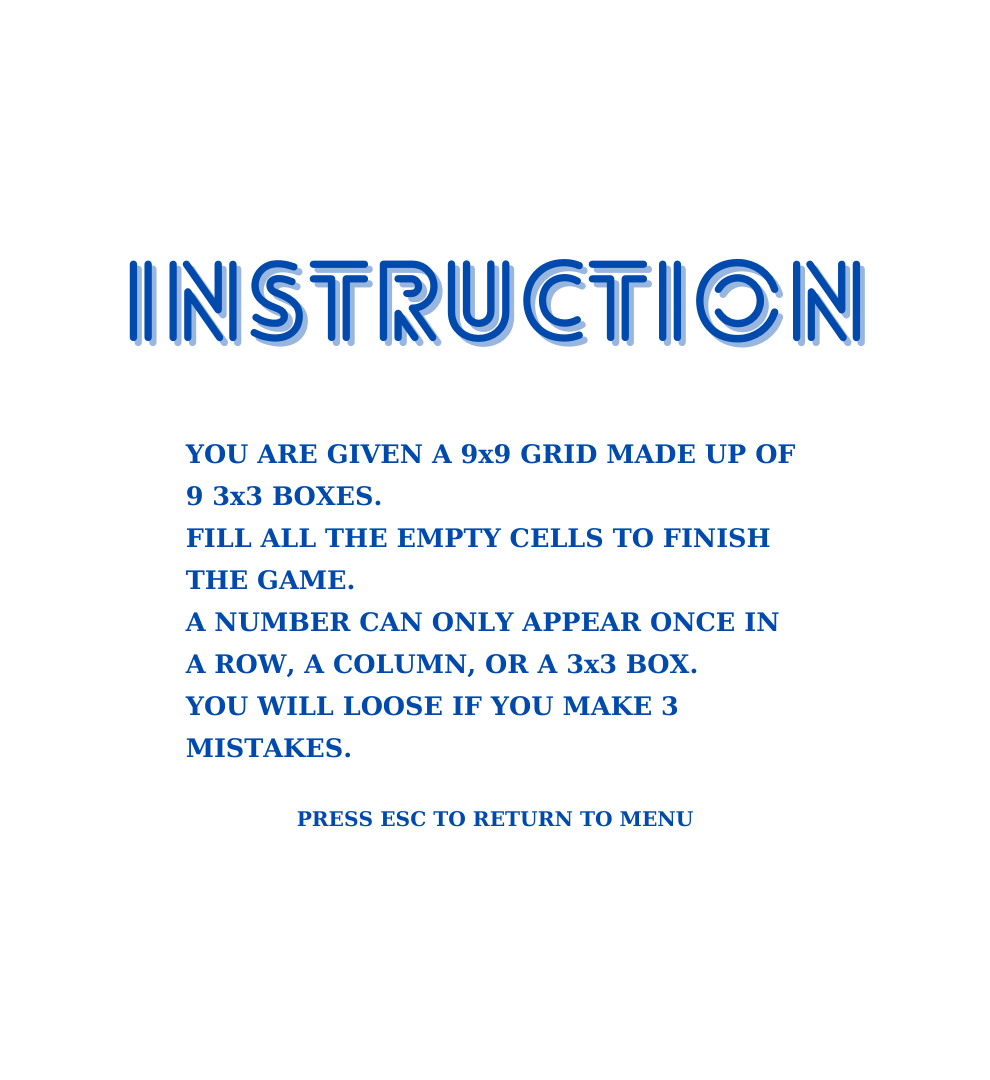 INSTRUCTION
YOU ARE GIVEN A 9x9 GRID MADE UP OF
9 3x3 BOXES.
FILL ALL THE EMPTY CELLS TO FINISH
THE GAME.
A NUMBER CAN ONLY APPEAR ONCE IN
A ROW, A COLUMN, OR A 3x3 BOX.
YOU WILL LOOSE IF YOU MAKE 3
MISTAKES.
PRESS ESC TO RETURN TO MENU